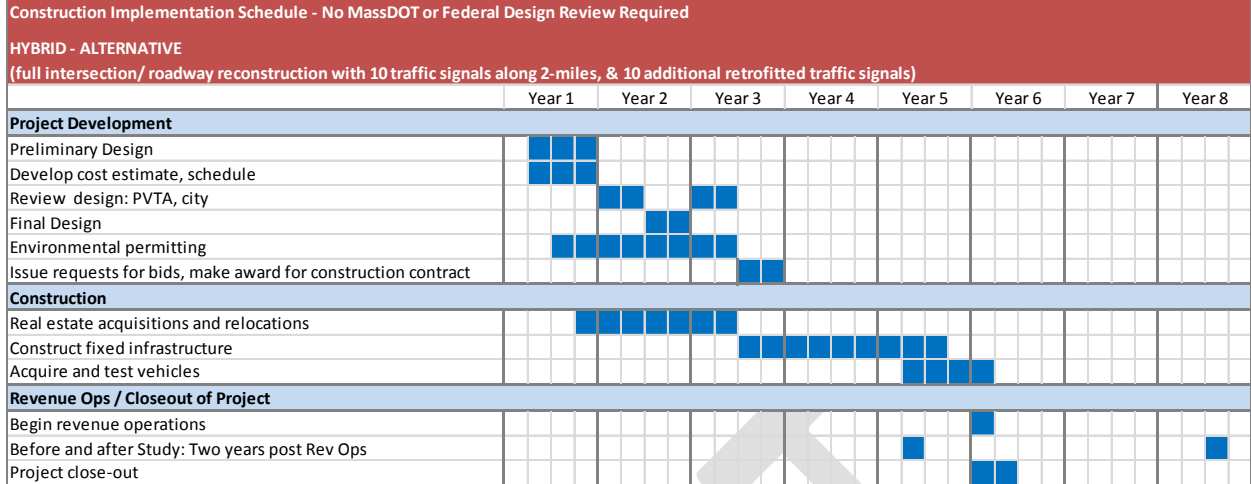 Construction Implementation Schedule - No MassDOT or Federal Design Review Required
HYBRID - ALTERNATIVE
(full intersection/ roadway reconstruction with 10 traffic signals along 2-miles, & 10 additional retrofitted traffic signals)
Year 1 Year 2 Year 3 Year 4 Year 5 Year 6 Year 7 Year 8
Project Development
Preliminary Design
Develop cost estimate, schedule
Review design: PVTA, city
Final Design
Environmental permitting
Issue requests for bids, make award for construction contract
Construction
Real estate acquisitions and relocations
Construct fixed infrastructure
Acquire and test vehicles
Revenue Ops / Closeout of Project
Begin revenue operations
Before and after Study: Two years post Rev Ops
Project close-out